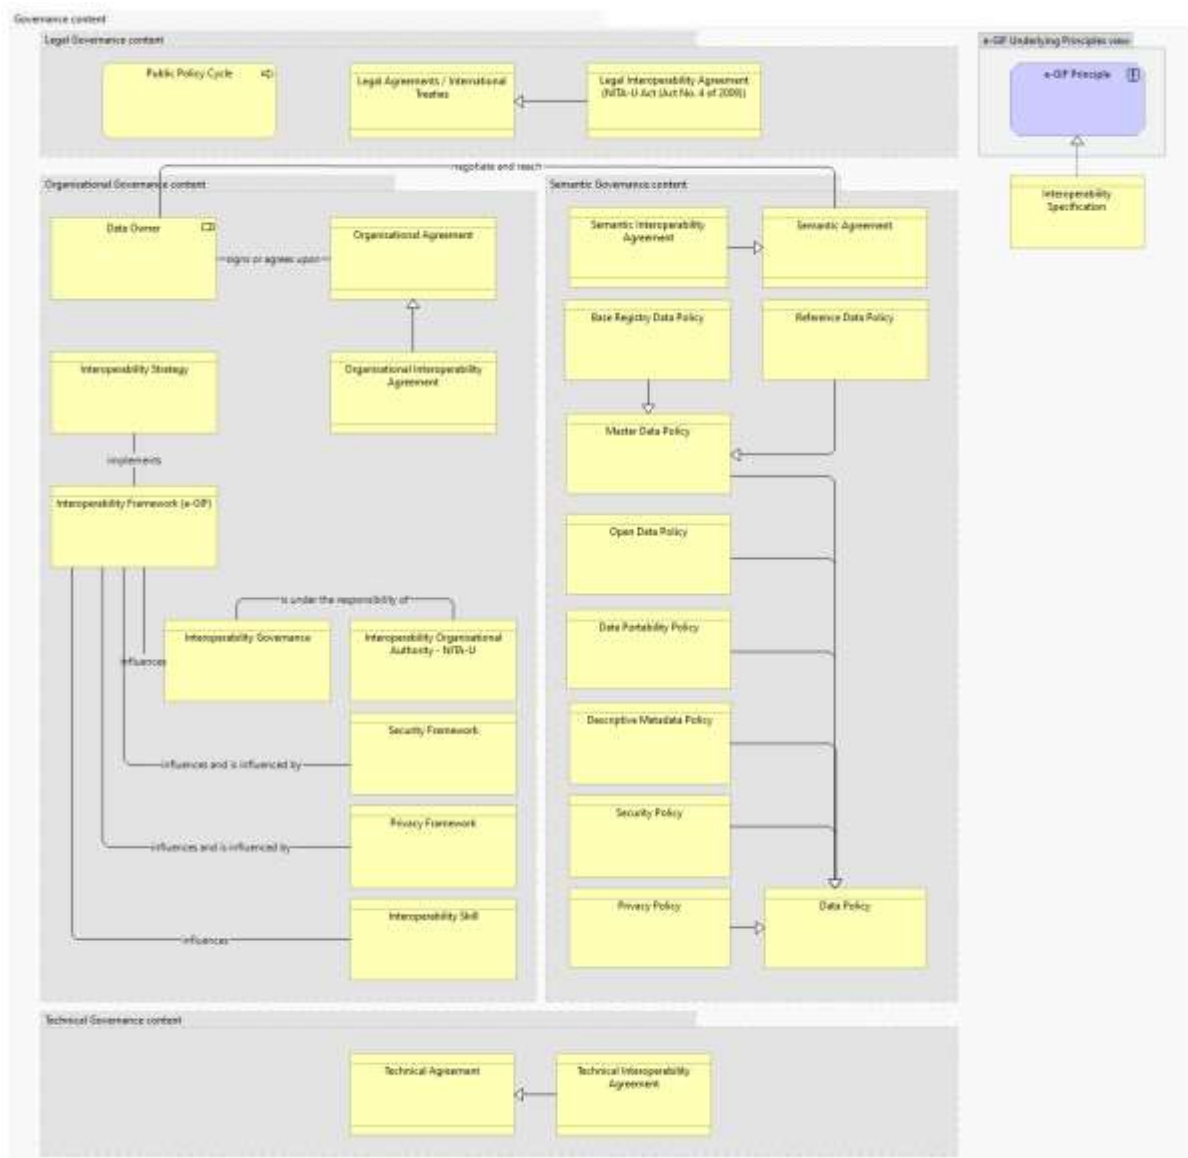 Governance content
Legal Governance content
Public Policy Cycle
Legal Agreements / International
Treaties
Legal Interoperability Agreement
(NITA-U Act (Act No. 4 of 2009))
e-GIF Underlying Principles view
e-GIF Principle
Interoperability
Specification
negotiate and reach
Organisational Governance content
Data Owner
signs or agrees upon
Organisational Agreement
Interoperability Strategy
Organisational Interoperability
Agreement
implements
Interoperability Framework (e-GIF)
is under the responsibility of
Interoperability Governance
Interoperability Organisational
Authority - NITA-U
influences
Security Framework
influences and is influenced by
Privacy Framework
influences and is influenced by
Interoperability Skill
influences
Semantic Governance content
Semantic Interoperability
Agreement
Semantic Agreement
Base Registry Data Policy
Reference Data Policy
Master Data Policy
Open Data Policy
Data Portability Policy
Descriptive Metadata Policy
Security Policy
Privacy Policy
Data Policy
Technical Governance content
Technical Agreement
Technical Interoperability
Agreement